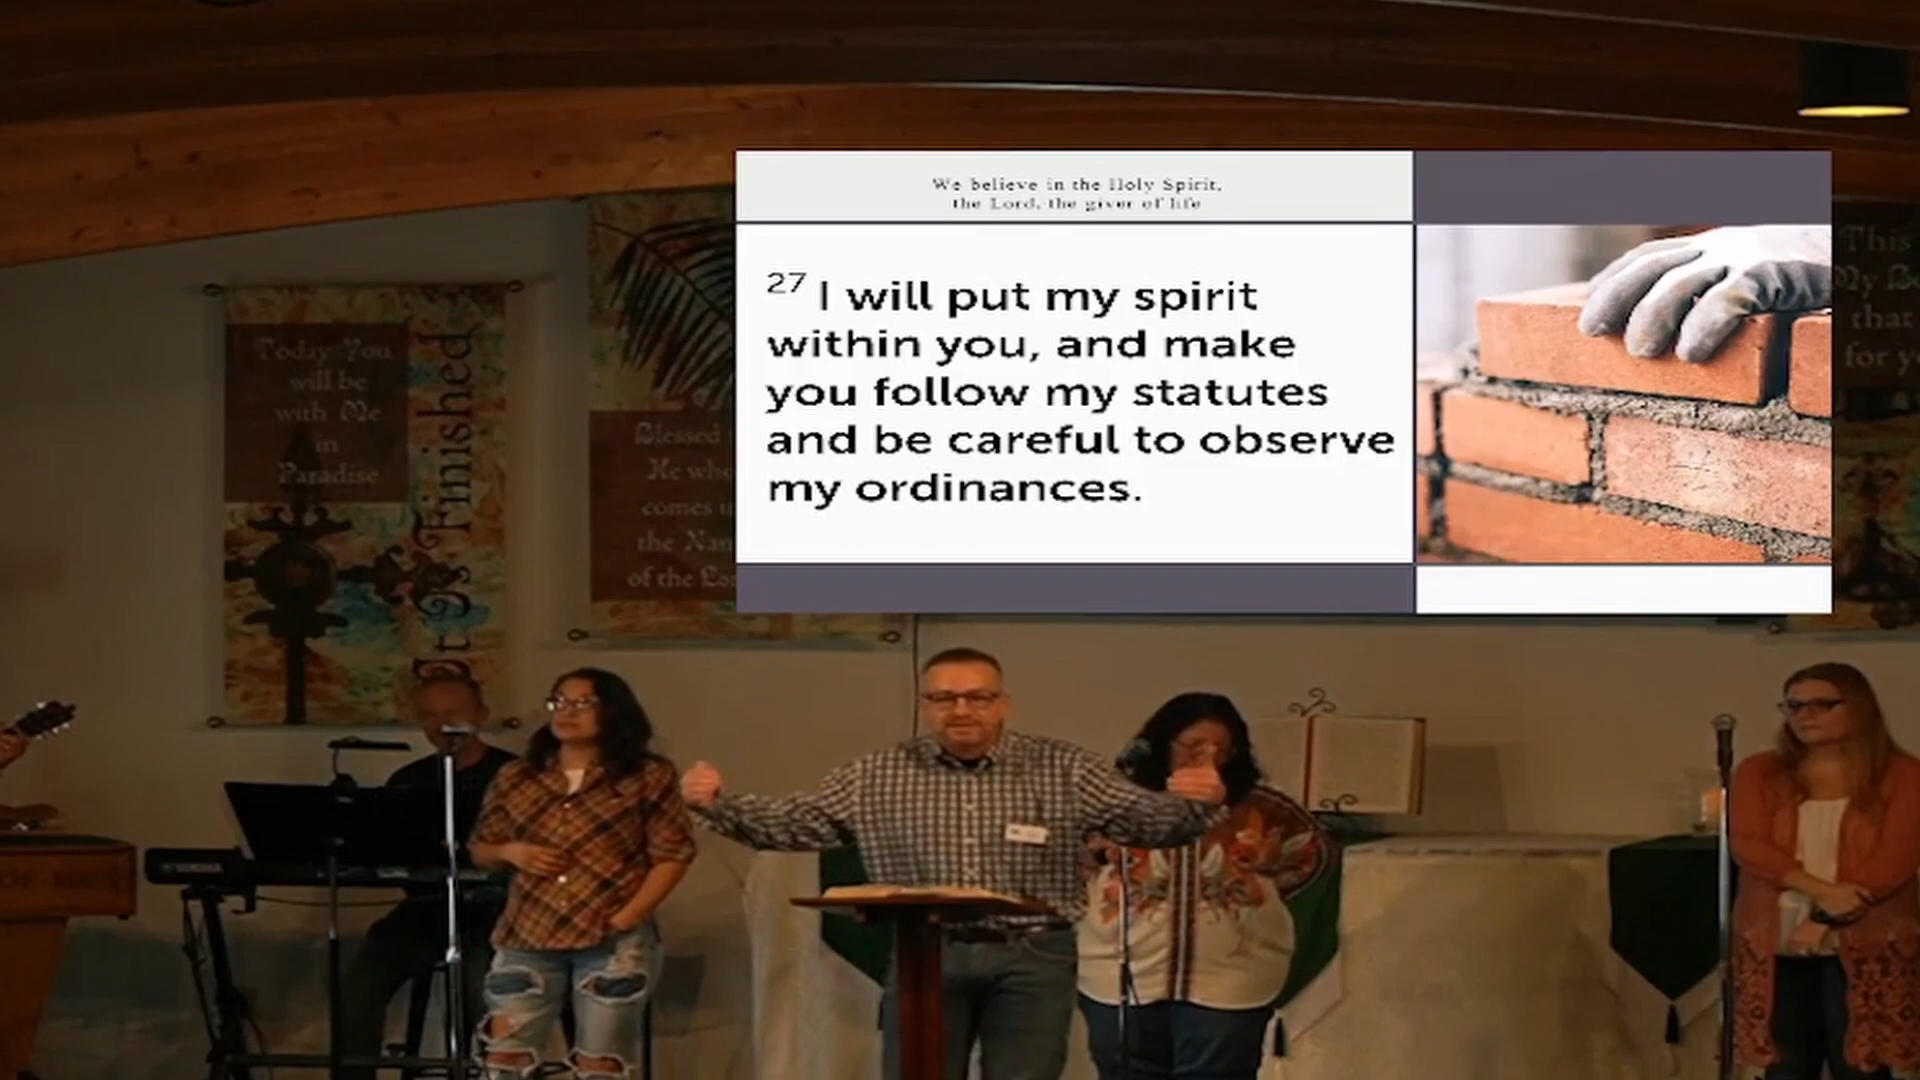 We believe in the Holy Spirit,
the Lord, the giver of life
27 I will put my spirit
within you, and make
you follow my statutes
and be careful to observe
my ordinances.
Today You
will be
with Me
in
Paradise
It Is Finished
Blessed
He who
comes
the
of the
This
My
that
for